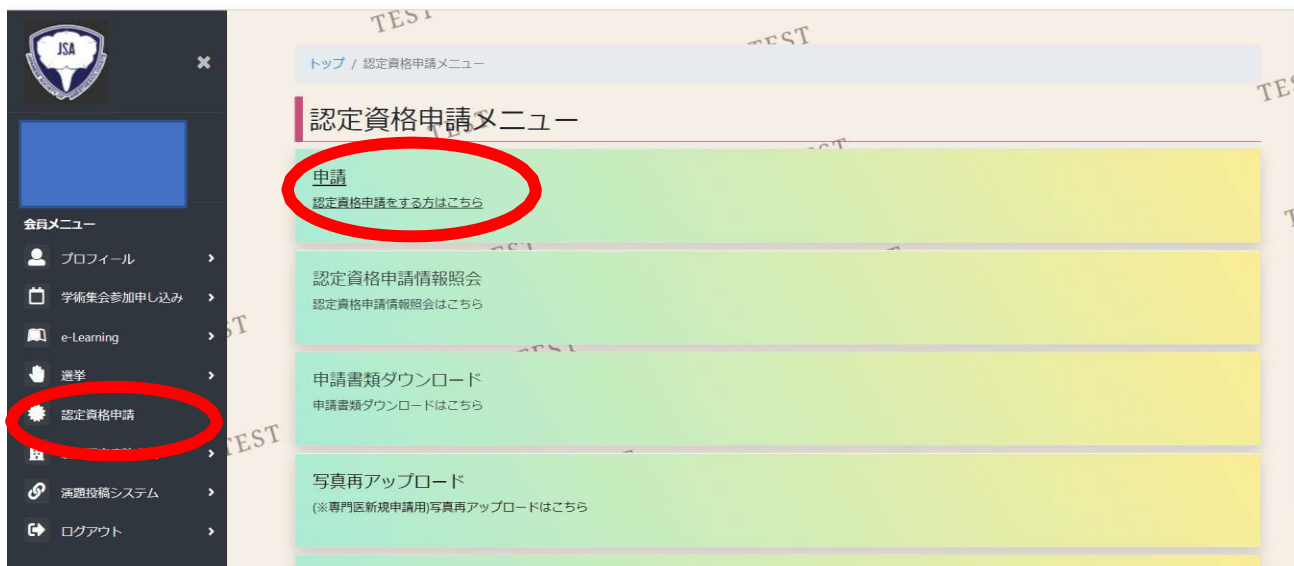 TEST
JSA
TEST
トップ / 認定資格申請メニュー
TES
認定資格申請メニュー
TEST
申請
認定資格申請をする方はこちら
会員メニュー
プロフィール
認定資格申請情報照会
認定資格申請情報照会はこちら
学術集会参加申し込み
e-Learning
選挙
申請書類ダウンロード
申請書類ダウンロードはこちら
認定資格申請
TEST
写真再アップロード
(※専門医新規申請用)写真再アップロードはこちら
演題投稿システム
ログアウト